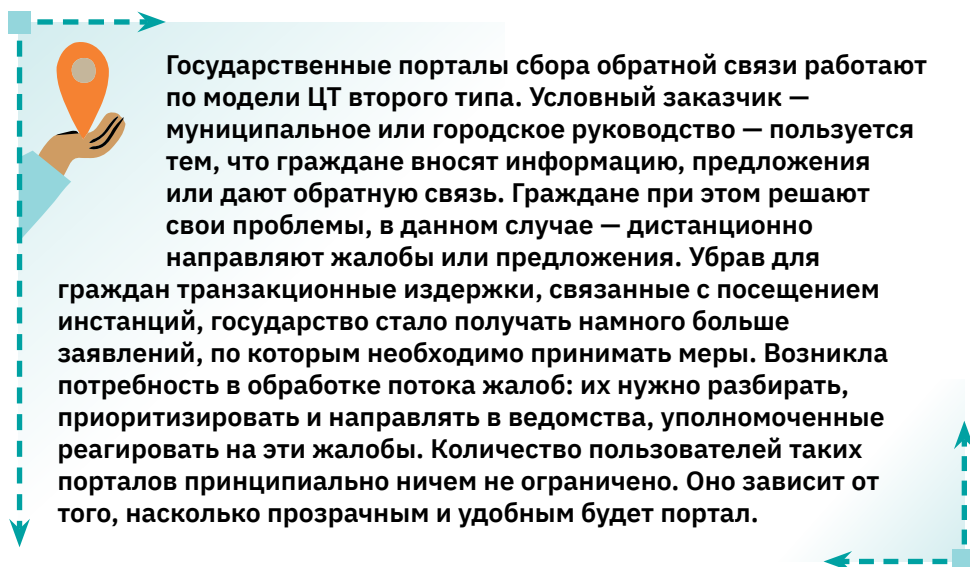 Государственные порталы сбора обратной связи работают
по модели ЦТ второго типа. Условный заказчик —
муниципальное или городское руководство — пользуется
тем, что граждане вносят информацию, предложения
или дают обратную связь. Граждане при этом решают
свои проблемы, в данном случае — дистанционно
направляют жалобы или предложения. Убрав для
граждан транзакционные издержки, связанные с посещением
инстанций, государство стало получать намного больше
заявлений, по которым необходимо принимать меры. Возникла
потребность в обработке потока жалоб: их нужно разбирать,
приоритизировать и направлять в ведомства, уполномоченные
реагировать на эти жалобы. Количество пользователей таких
порталов принципиально ничем не ограничено. Оно зависит от
того, насколько прозрачным и удобным будет портал.